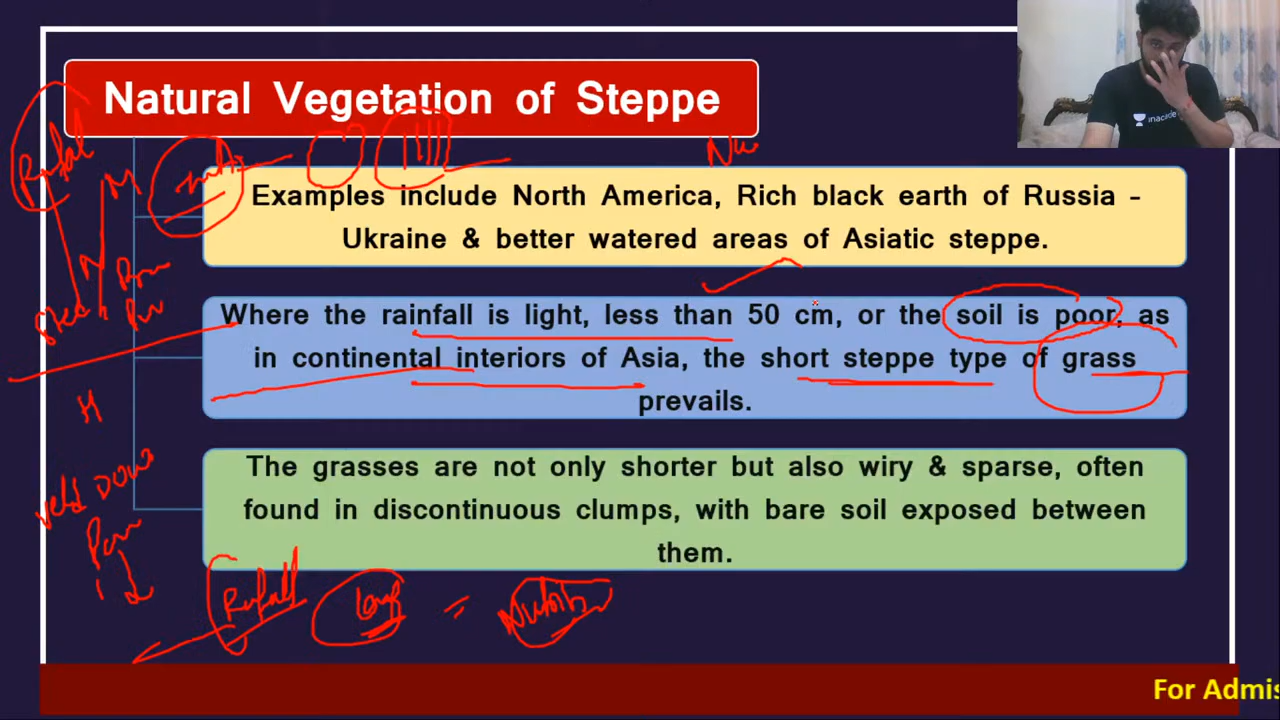 Natural Vegetation of Steppe
Examples include North America, Rich black earth of Russia -
Ukraine & better watered areas of Asiatic steppe.
Where the rainfall is light, less than 50 cm, or the soil is poor, as
in continental interiors of Asia, the short steppe type of grass
prevails.
The grasses are not only shorter but also wiry & sparse, often
found in discontinuous clumps, with bare soil exposed between
them.
H
Veld Down
Rainfall
=
For Admis